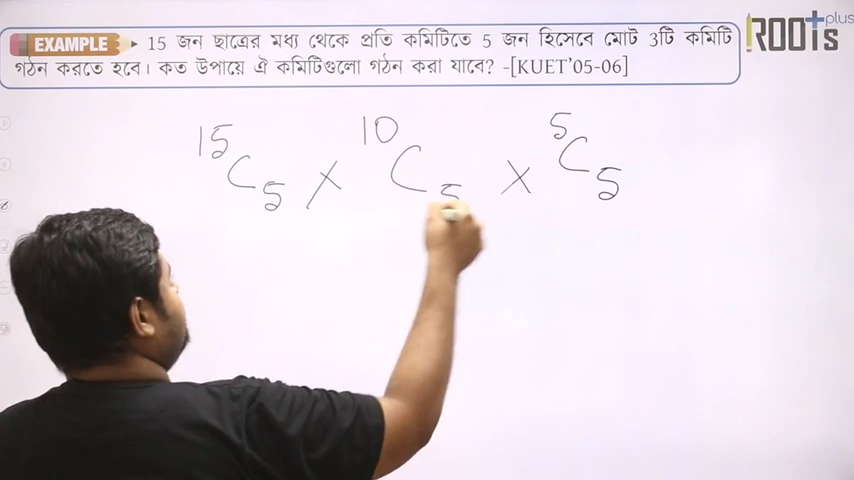 EXAMPLE 15 জন ছাত্রের মধ্য থেকে প্রতি কমিটিতে 5 জন হিসেবে মোট 3টি কমিটি
গঠন করতে হবে। কত উপায়ে ঐ কমিটিগুলো গঠন করা যাবে? -[KUET'05-06]
ROOTs plus
15C5 × 10C5 × 5C5